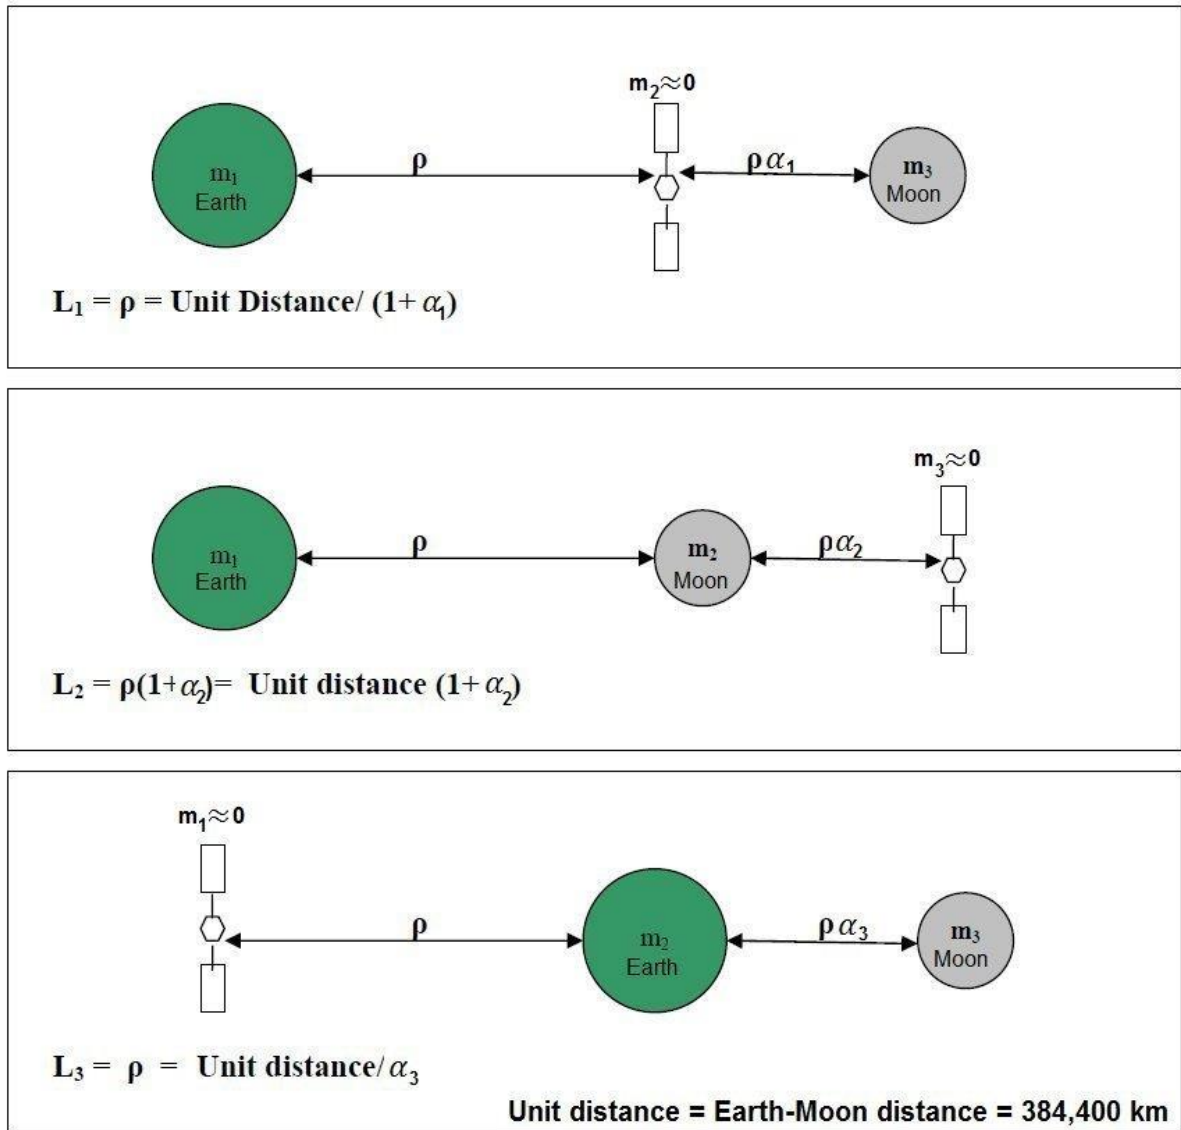 m₂≈0
ρ
ρα₁
m₁
Earth
m₃
Moon
L₁ = ρ = Unit Distance/ (1+ α₁)
m₃≈0
ρ
ρα₂
m₁
Earth
m₂
Moon
L₂ = ρ(1+α₂)= Unit distance (1+α₂)
m₁≈0
ρ
ρα₃
m₂
Earth
m₃
Moon
L₃ = ρ = Unit distance/α₃
Unit distance = Earth-Moon distance = 384,400 km